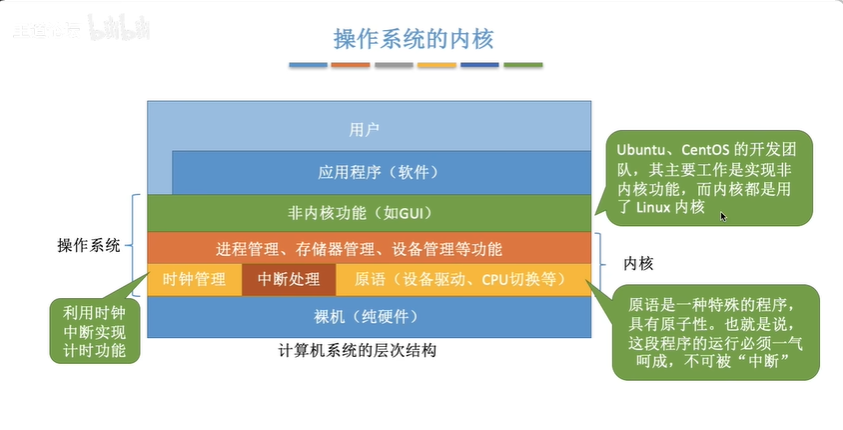 操作系统的内核
用户
应用程序（软件）
非内核功能（如GUI）
进程管理、存储器管理、设备管理等功能
时钟管理
中断处理
原语（设备驱动、CPU切换等）
裸机（纯硬件）
计算机系统的层次结构
操作系统
内核
利用时钟
中断实现
计时功能
Ubuntu、CentOS 的开发团
队，其主要工作是实现非
内核功能，而内核都是用
了 Linux 内核
原语是一种特殊的程序，
具有原子性。也就是说，
这段程序的运行必须一气
呵成，不可被“中断”